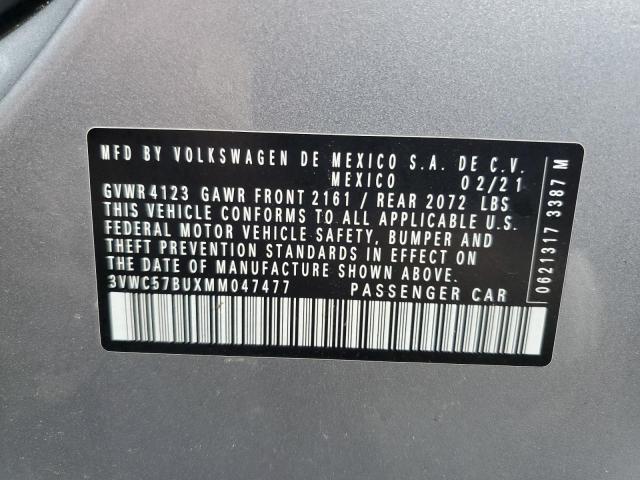 MFD BY VOLKSWAGEN DE MEXICO S.A. DE C.V.
MEXICO 02/21
GVWR 4123 GAWR FRONT 2161 / REAR 2072 LBS
THIS VEHICLE CONFORMS TO ALL APPLICABLE U.S.
FEDERAL MOTOR VEHICLE SAFETY, BUMPER AND
THEFT PREVENTION STANDARDS IN EFFECT ON
THE DATE OF MANUFACTURE SHOWN ABOVE.
3VWC57BUXMM047477 PASSENGER CAR
0621317 3387 M